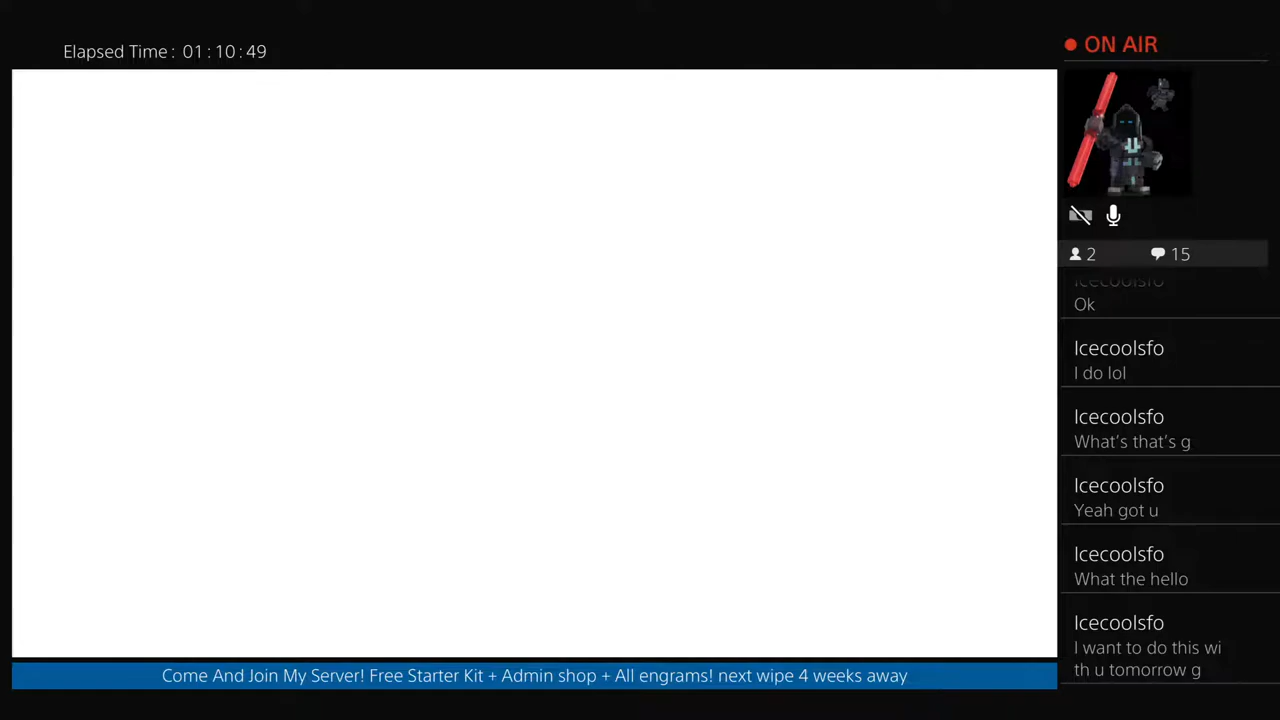 Elapsed Time: 01:10:49
ON AIR
2 15
Icecoolsfo
Ok
Icecoolsfo
I do lol
Icecoolsfo
What's that's g
Icecoolsfo
Yeah got u
Icecoolsfo
What the hello
Icecoolsfo
I want to do this wi
th u tomorrow g
Come And Join My Server! Free Starter Kit + Admin shop + All engrams! next wipe 4 weeks away